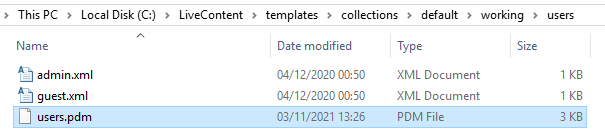 This PC > Local Disk (C:) > LiveContent > templates > collections > default > working > users
Name Date modified Type Size
admin.xml 04/12/2020 00:50 XML Document 1 KB
guest.xml 04/12/2020 00:50 XML Document 1 KB
users.pdm 03/11/2021 13:26 PDM File 3 KB